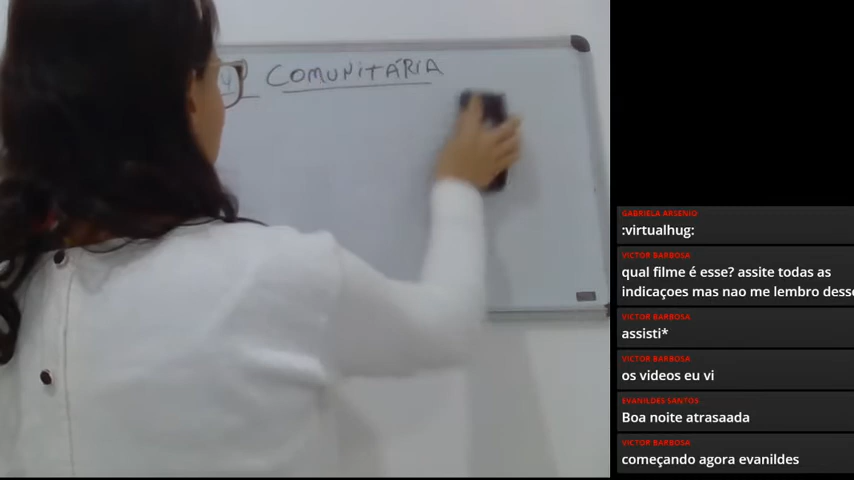 COMUNITÁRIA
GABRIELA ARSENIO
:virtualhug:
VICTOR BARBOSA
qual filme é esse? assite todas as
indicaçoes mas nao me lembro desse
VICTOR BARBOSA
assisti*
VICTOR BARBOSA
os videos eu vi
EVANILDES SANTOS
Boa noite atrasaada
VICTOR BARBOSA
começando agora evanildes